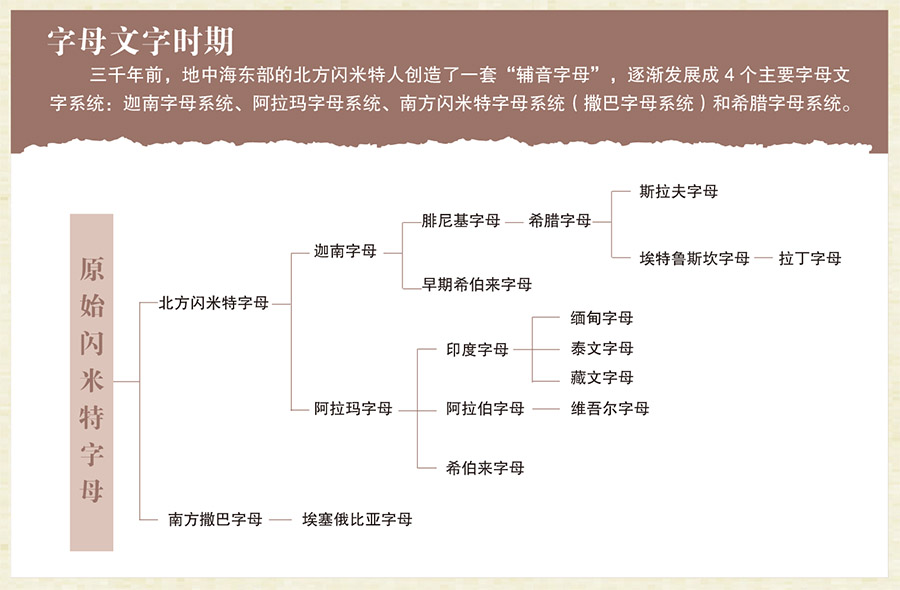 字母文字时期
三千年前，地中海东部的北方闪米特人创造了一套“辅音字母”，逐渐发展成4个主要字母文
字系统：迦南字母系统、阿拉玛字母系统、南方闪米特字母系统（撒巴字母系统）和希腊字母系统。
原始闪米特字母
北方闪米特字母
迦南字母
腓尼基字母
希腊字母
斯拉夫字母
埃特鲁斯坎字母
拉丁字母
早期希伯来字母
阿拉玛字母
印度字母
缅甸字母
泰文字母
藏文字母
阿拉伯字母
维吾尔字母
希伯来字母
南方撒巴字母
埃塞俄比亚字母